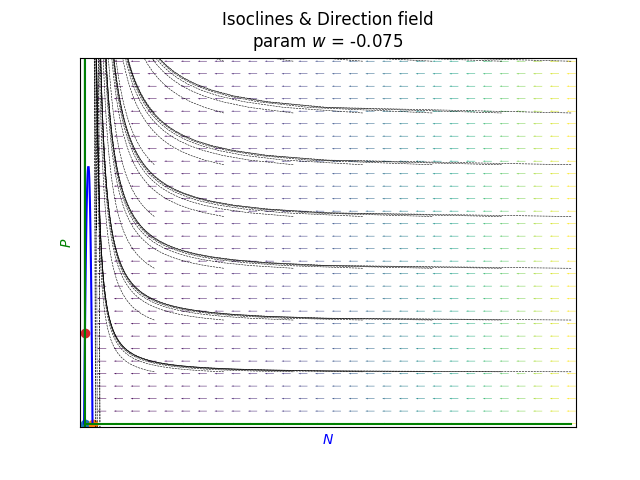 Isoclines & Direction field
param w = -0.075
P
N